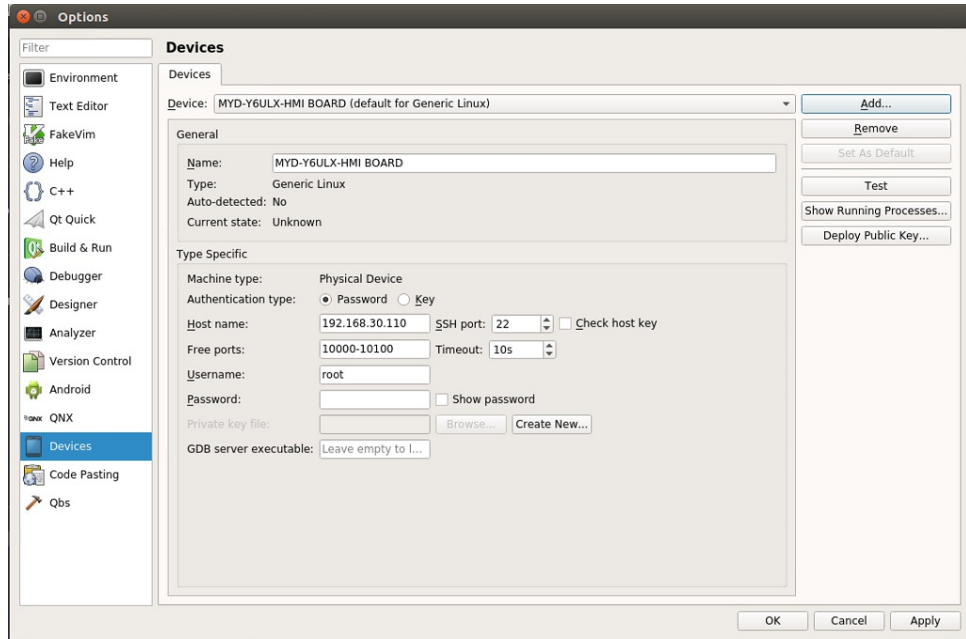 Options
Filter
Devices
Environment
Text Editor
FakeVim
Help
C++
Qt Quick
Build & Run
Debugger
Designer
Analyzer
Version Control
Android
QNX
Devices
Code Pasting
Qbs
Devices
Device: MYD-Y6ULX-HMI BOARD (default for Generic Linux)
General
Name: MYD-Y6ULX-HMI BOARD
Type: Generic Linux
Auto-detected: No
Current state: Unknown
Type Specific
Machine type: Physical Device
Authentication type: Password Key
Host name: 192.168.30.110 SSH port: 22 Check host key
Free ports: 10000-10100 Timeout: 10s
Username: root
Password: Show password
Private key file: Browse... Create New...
GDB server executable: Leave empty to l...
Add...
Remove
Set As Default
Test
Show Running Processes...
Deploy Public Key...
OK Cancel Apply